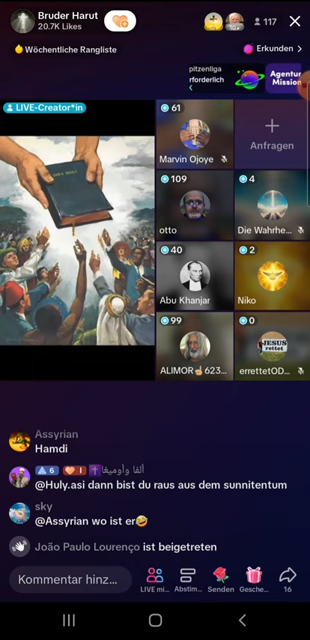 Bruder Harut
20.7K Likes
117
Wöchentliche Rangliste
Erkunden >
pitzenliga
rforderlich
Agentur
Mission
LIVE-Creator*in
HOLY BIBLE
61
Marvin Ojoye
Anfragen
109
otto
4
Die Wahrhe...
40
Abu Khanjar
2
Niko
99
ALIMOR☝️623...
0
JESUS
rettet
errettetOD...
Assyrian
Hamdi
6 1 ألفا وأوميغا
@Huly.asi dann bist du raus aus dem sunnitentum
sky
@Assyrian wo ist er🤣
João Paulo Lourenço ist beigetreten
Kommentar hinz...
LIVE mi...
Abstim...
Senden
Gesche...
16